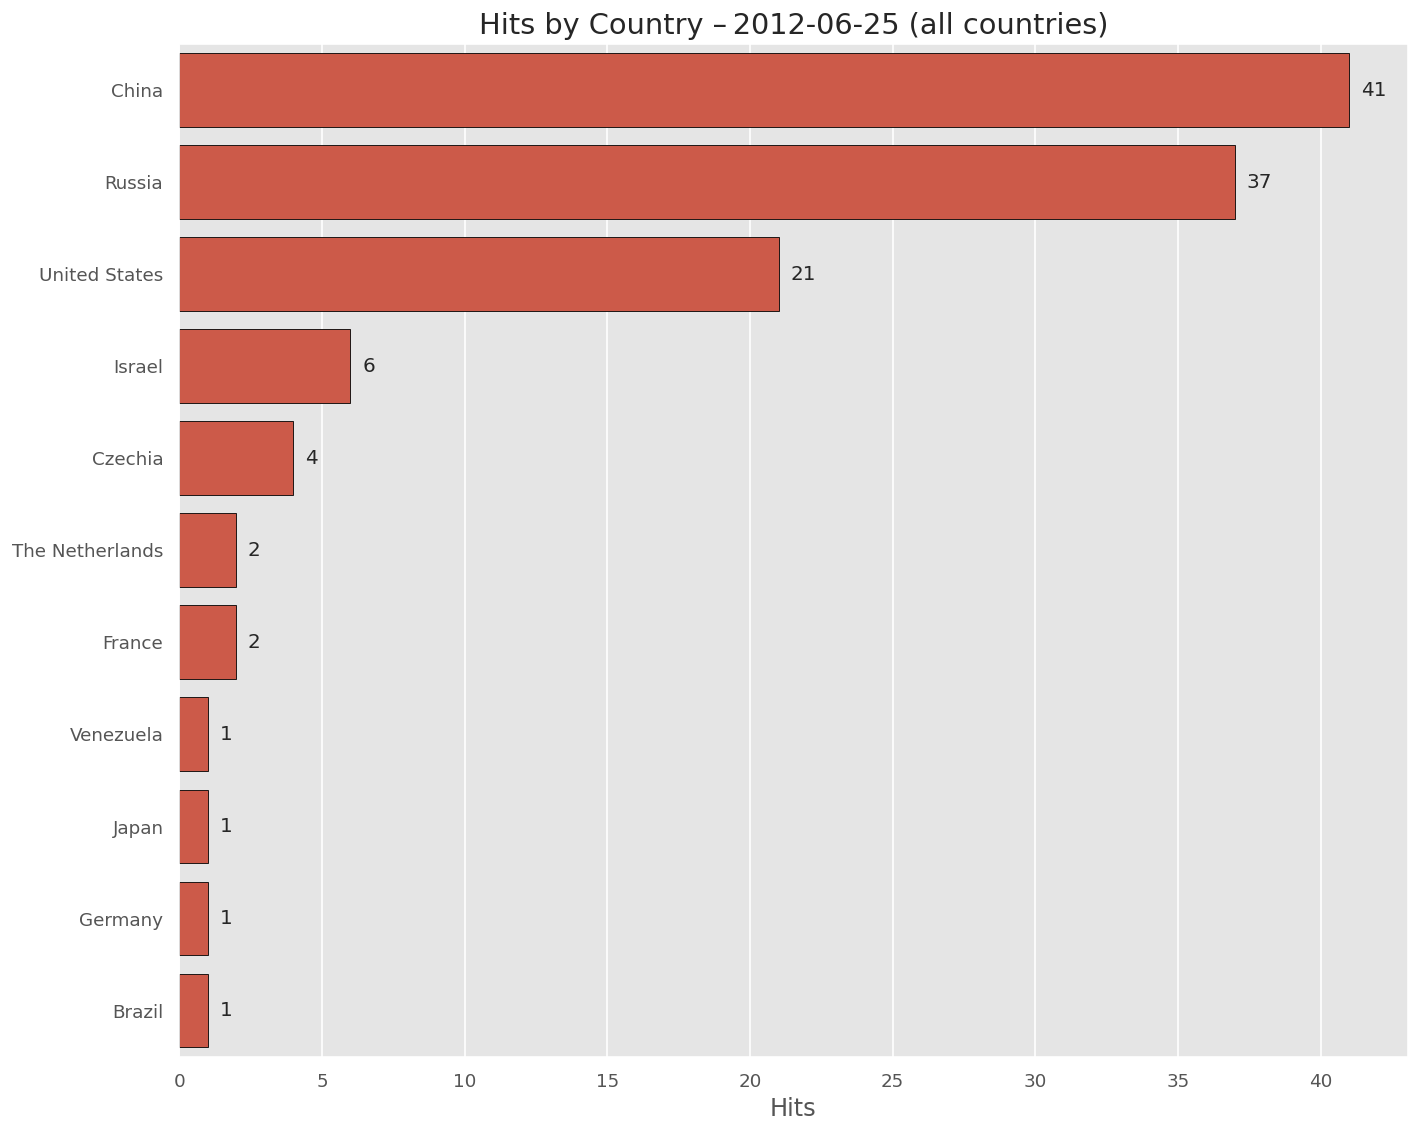 Hits by Country – 2012-06-25 (all countries)
China 41
Russia 37
United States 21
Israel 6
Czechia 4
The Netherlands 2
France 2
Venezuela 1
Japan 1
Germany 1
Brazil 1
0 5 10 15 20 25 30 35 40
Hits